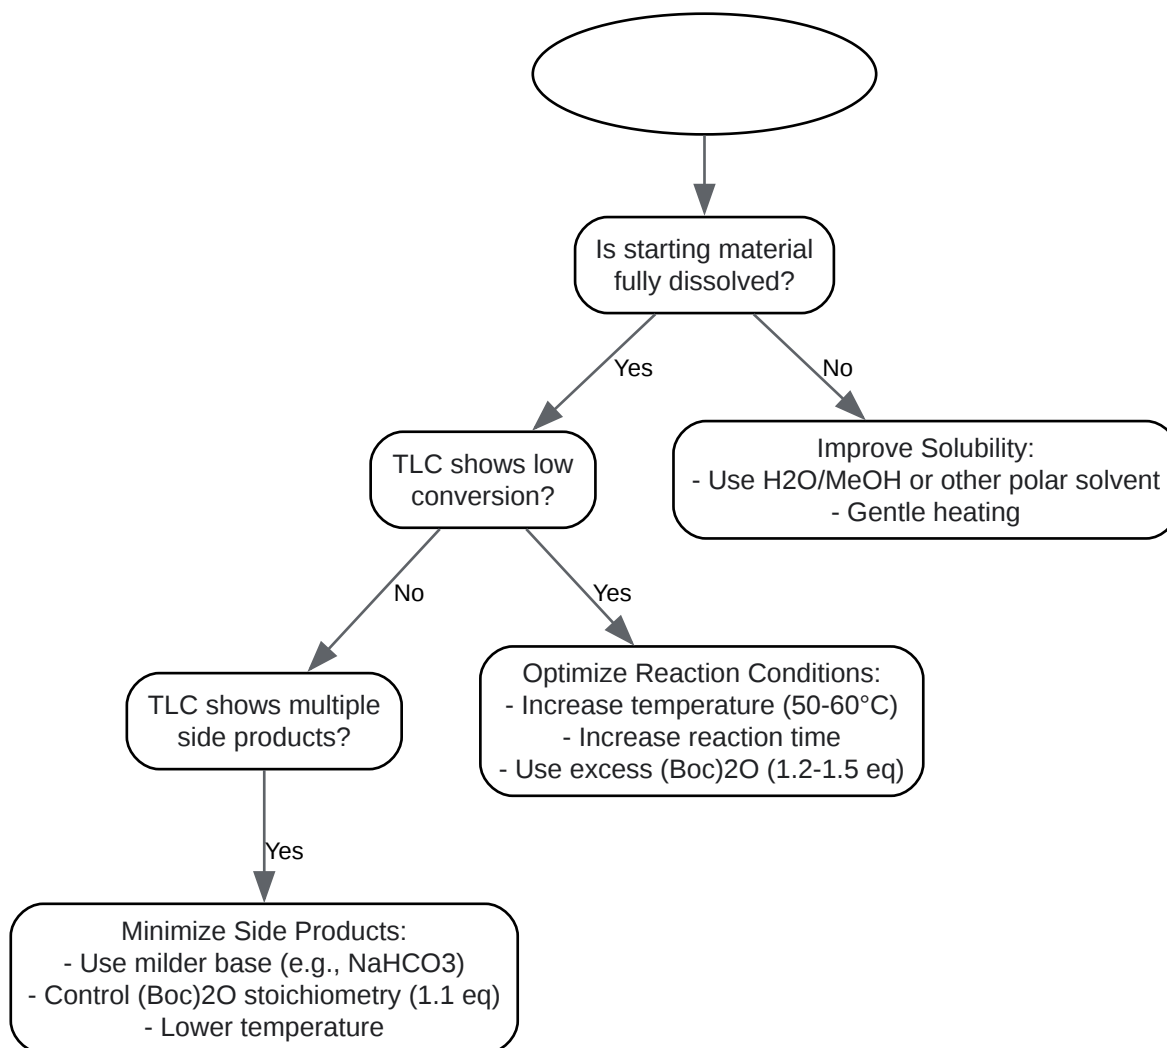 Is starting material
fully dissolved?
Yes
No
TLC shows low
conversion?
Improve Solubility:
- Use H2O/MeOH or other polar solvent
- Gentle heating
No
Yes
TLC shows multiple
side products?
Optimize Reaction Conditions:
- Increase temperature (50-60°C)
- Increase reaction time
- Use excess (Boc)2O (1.2-1.5 eq)
Yes
Minimize Side Products:
- Use milder base (e.g., NaHCO3)
- Control (Boc)2O stoichiometry (1.1 eq)
- Lower temperature